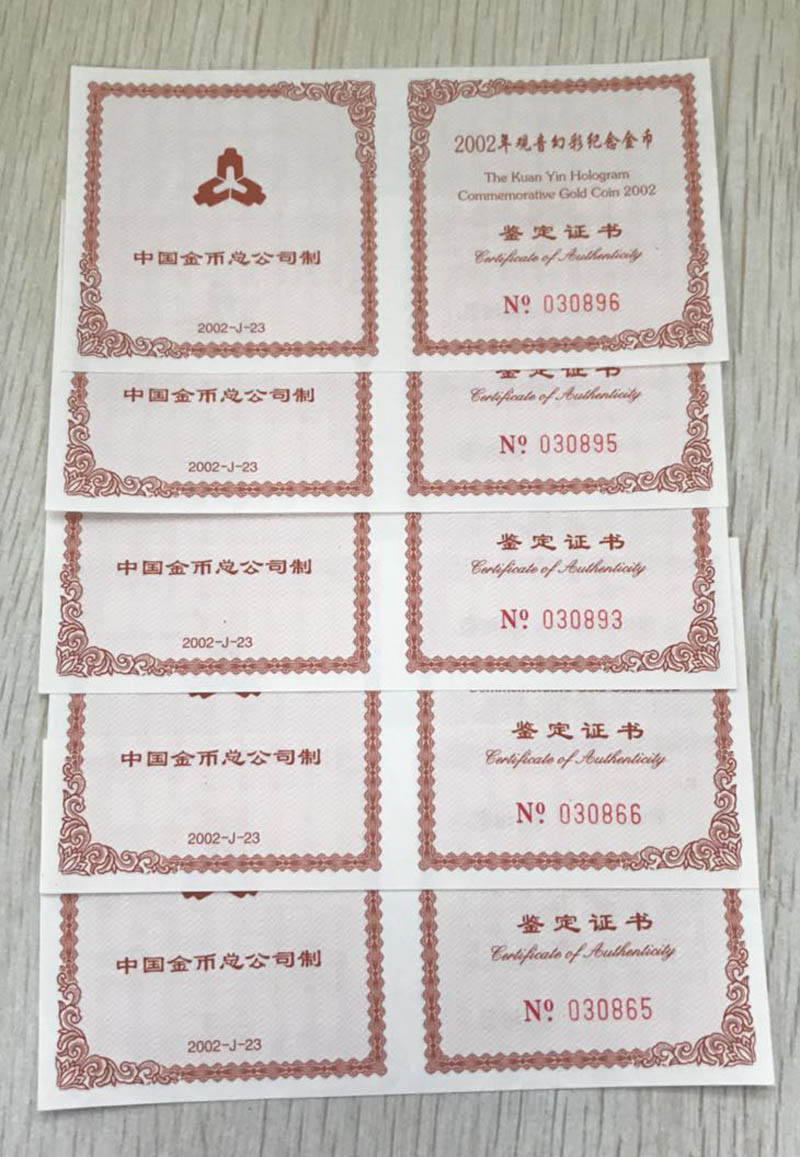 中国金币总公司制
2002-J-23
2002年观音幻彩纪念金币
The Kuan Yin Hologram
Commemorative Gold Coin 2002
鉴定证书
Certificate of Authenticity
Nº 030896
中国金币总公司制
2002-J-23
鉴定证书
Certificate of Authenticity
Nº 030895
中国金币总公司制
2002-J-23
鉴定证书
Certificate of Authenticity
Nº 030893
中国金币总公司制
2002-J-23
Commemorative Gold Coin 2002
鉴定证书
Certificate of Authenticity
Nº 030866
中国金币总公司制
2002-J-23
鉴定证书
Certificate of Authenticity
Nº 030865